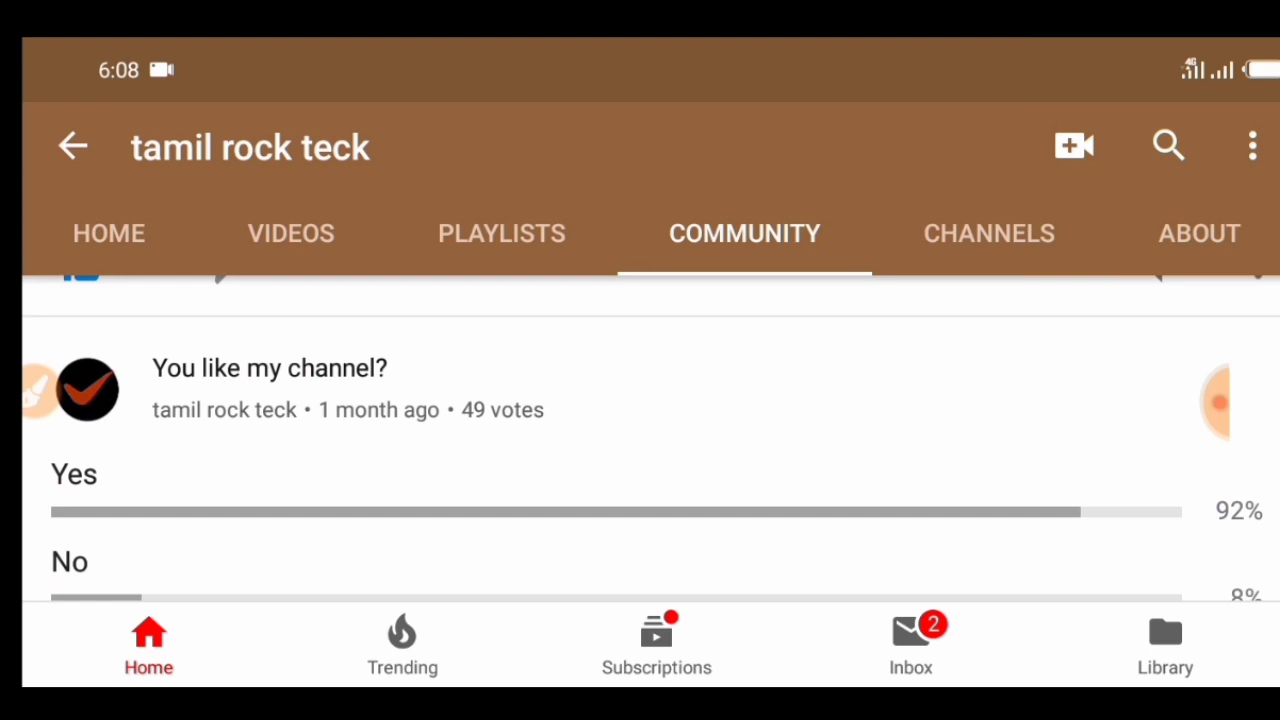 6:08
4G
tamil rock teck
HOME VIDEOS PLAYLISTS COMMUNITY CHANNELS ABOUT
You like my channel?
tamil rock teck • 1 month ago • 49 votes
Yes
92%
No
8%
2
Home Trending Subscriptions Inbox Library